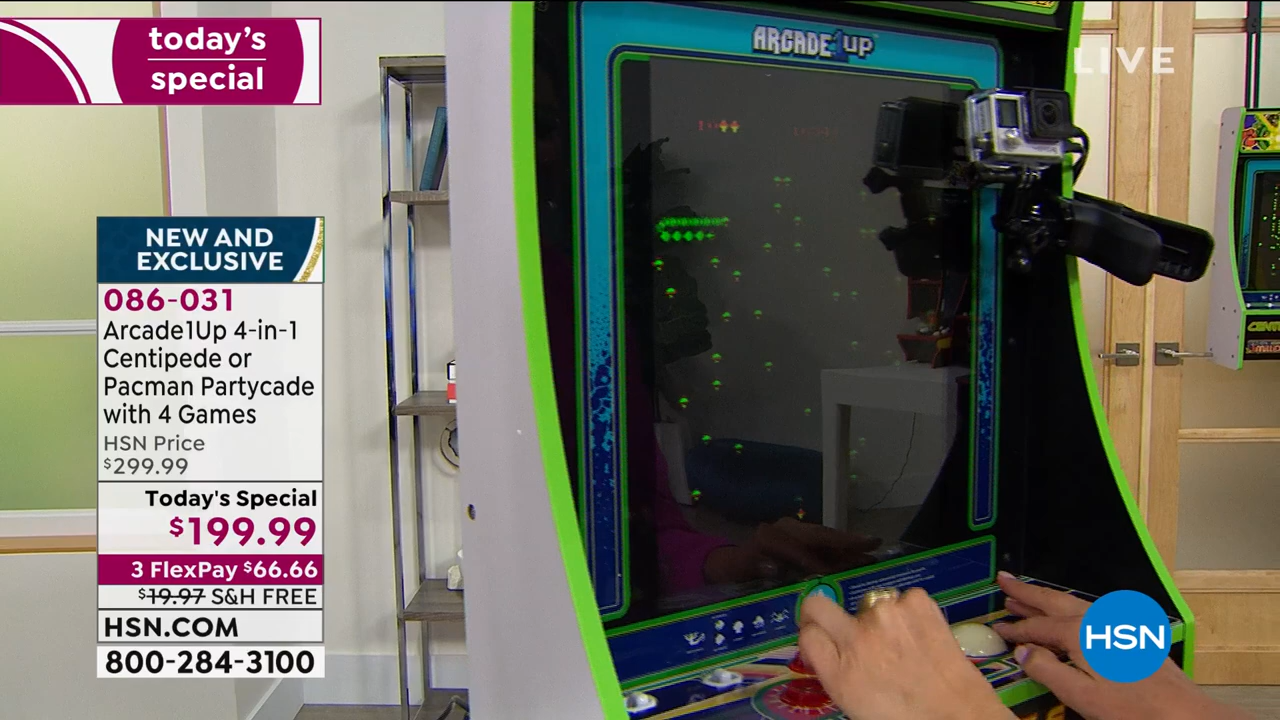 today's
special
LIVE
ARCADE1UP
NEW AND
EXCLUSIVE
086-031
Arcade1Up 4-in-1
Centipede or
Pacman Partycade
with 4 Games
HSN Price
$299.99
Today's Special
$199.99
3 FlexPay $66.66
$19.97 S&H FREE
HSN.COM
800-284-3100
HSN